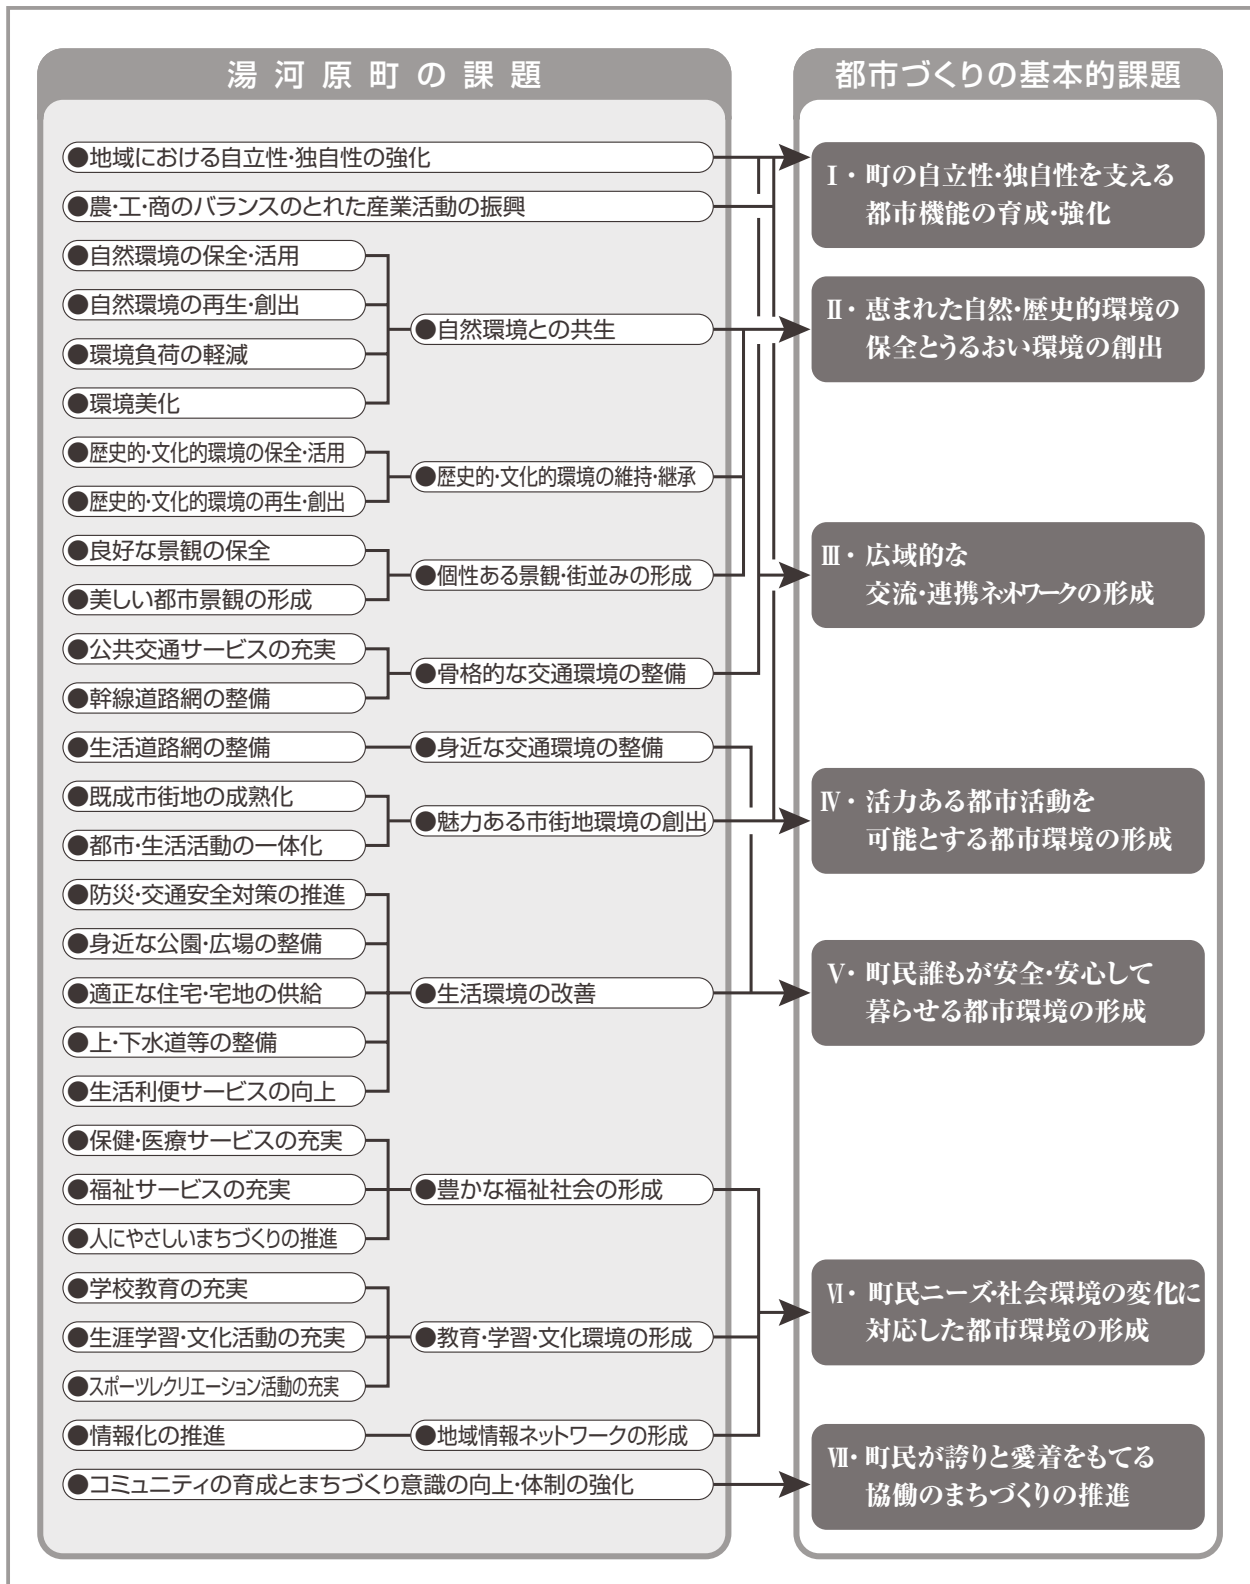 湯河原町の課題
●地域における自立性･独自性の強化
●農･工･商のバランスのとれた産業活動の振興
●自然環境の保全･活用
●自然環境の再生･創出
●環境負荷の軽減
●環境美化
●自然環境との共生
●歴史的･文化的環境の保全･活用
●歴史的･文化的環境の再生･創出
●歴史的･文化的環境の維持･継承
●良好な景観の保全
●美しい都市景観の形成
●個性ある景観･街並みの形成
●公共交通サービスの充実
●幹線道路網の整備
●骨格的な交通環境の整備
●生活道路網の整備
●身近な交通環境の整備
●既成市街地の成熟化
●都市･生活活動の一体化
●魅力ある市街地環境の創出
●防災･交通安全対策の推進
●身近な公園･広場の整備
●適正な住宅･宅地の供給
●上･下水道等の整備
●生活利便サービスの向上
●生活環境の改善
●保健･医療サービスの充実
●福祉サービスの充実
●人にやさしいまちづくりの推進
●豊かな福祉社会の形成
●学校教育の充実
●生涯学習･文化活動の充実
●スポーツレクリエーション活動の充実
●教育･学習･文化環境の形成
●情報化の推進
●地域情報ネットワークの形成
●コミュニティの育成とまちづくり意識の向上･体制の強化
都市づくりの基本的課題
Ⅰ・町の自立性･独自性を支える
都市機能の育成･強化
Ⅱ・恵まれた自然･歴史的環境の
保全とうるおい環境の創出
Ⅲ・広域的な
交流･連携ネットワークの形成
Ⅳ・活力ある都市活動を
可能とする都市環境の形成
Ⅴ・町民誰もが安全･安心して
暮らせる都市環境の形成
Ⅵ・町民ニーズ･社会環境の変化に
対応した都市環境の形成
Ⅶ・町民が誇りと愛着をもてる
協働のまちづくりの推進